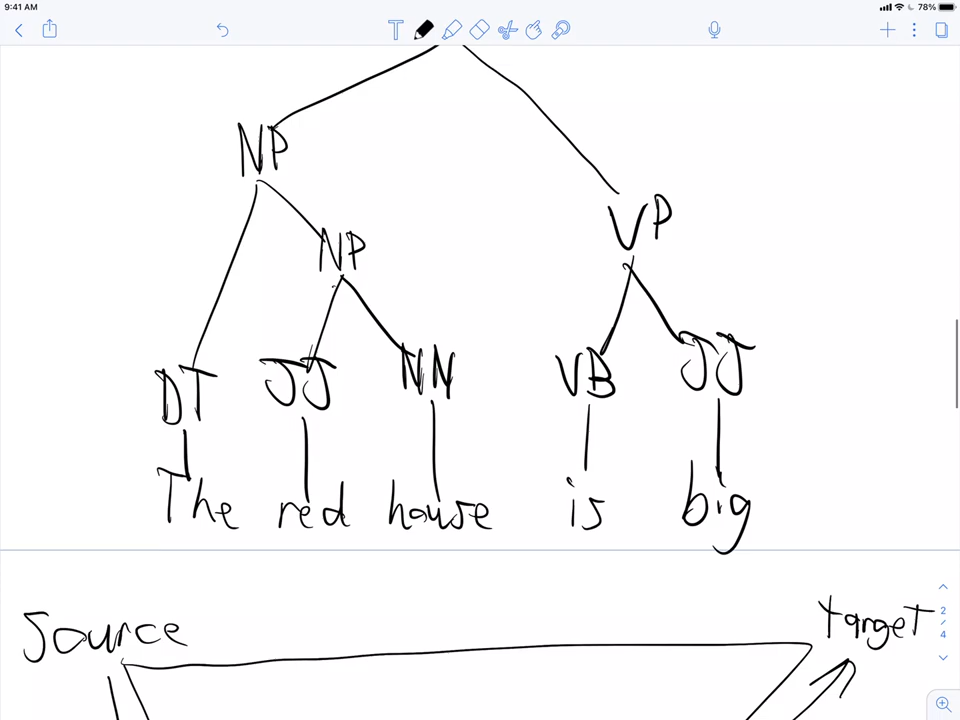 9:41 AM 78%
T
NP
VP
NP
DT JJ NN VB JJ
The red house is big
2
/
4
Source target